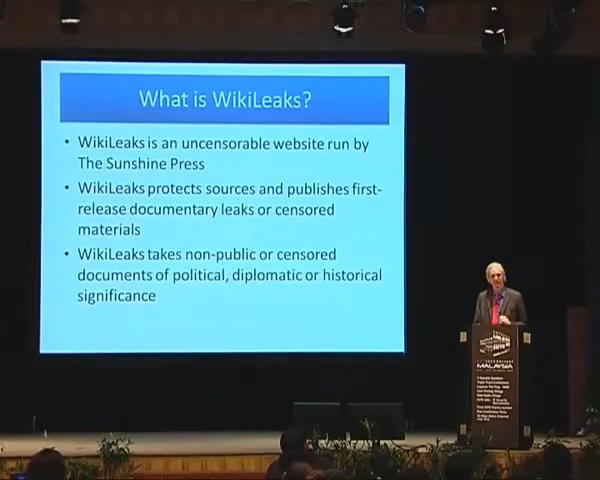 What is WikiLeaks?
• WikiLeaks is an uncensorable website run by
The Sunshine Press
• WikiLeaks protects sources and publishes first-
release documentary leaks or censored
materials
• WikiLeaks takes non-public or censored
documents of political, diplomatic or historical
significance
MALAYSIA